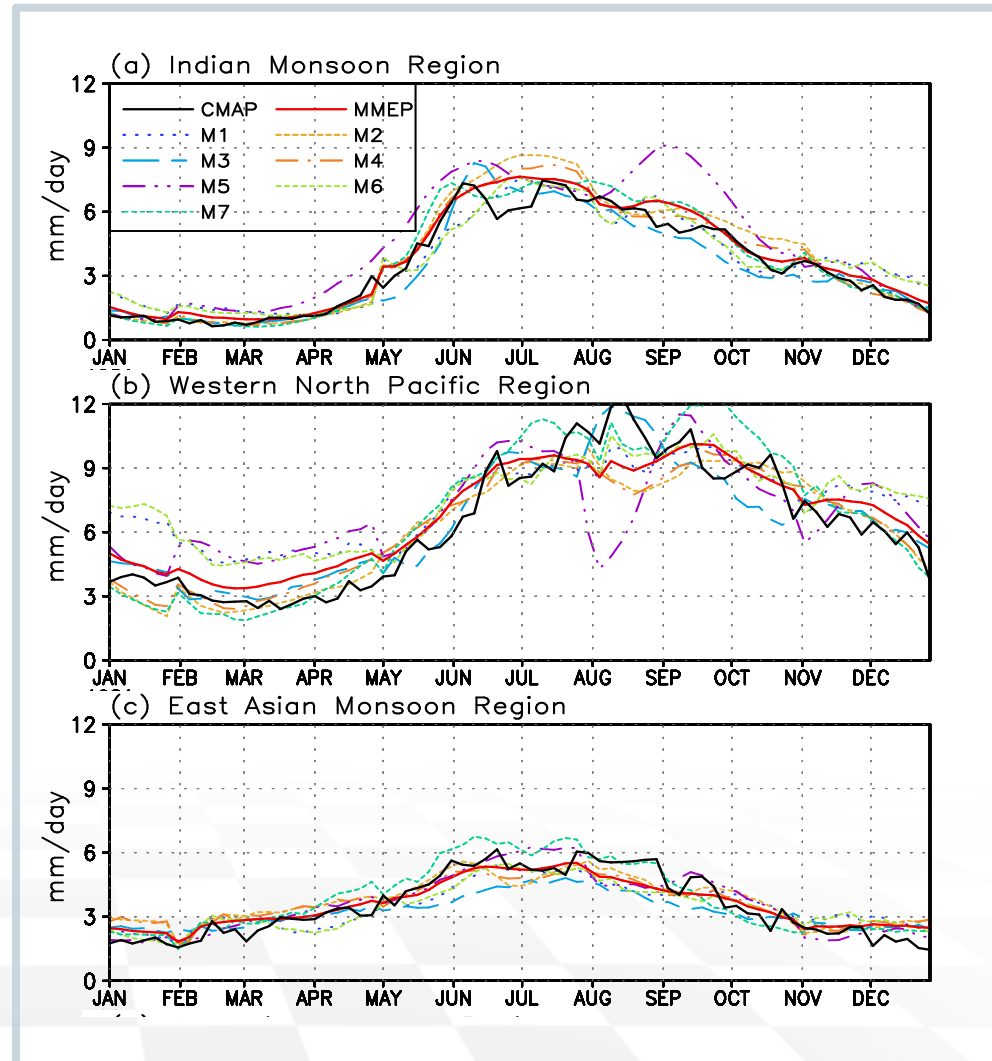 (a) Indian Monsoon Region
12
9
6
3
0
mm/day
CMAP MMEP
M1 M2
M3 M4
M5 M6
M7
JAN FEB MAR APR MAY JUN JUL AUG SEP OCT NOV DEC
(b) Western North Pacific Region
12
9
6
3
0
mm/day
JAN FEB MAR APR MAY JUN JUL AUG SEP OCT NOV DEC
(c) East Asian Monsoon Region
12
9
6
3
0
mm/day
JAN FEB MAR APR MAY JUN JUL AUG SEP OCT NOV DEC